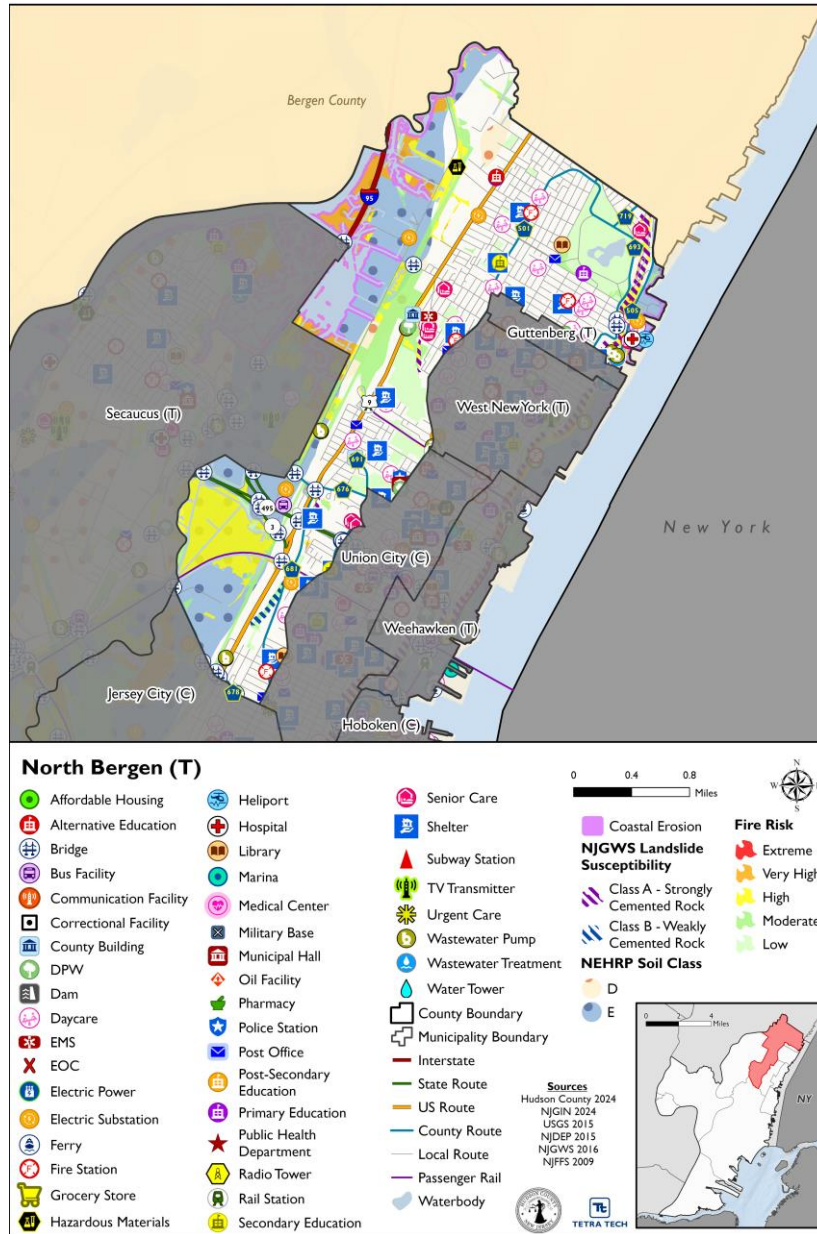 Bergen County
95
719
501
693
505
Guttenberg (T)
West New York (T)
Secaucus (T)
9
691
676
495
3
New York
Union City (C)
681
Weehawken (T)
Jersey City (C)
678
Hoboken (C)
North Bergen (T)
Affordable Housing
Alternative Education
Bridge
Bus Facility
Communication Facility
Correctional Facility
County Building
DPW
Dam
Daycare
EMS
EOC
Electric Power
Electric Substation
Ferry
Fire Station
Grocery Store
Hazardous Materials
Heliport
Hospital
Library
Marina
Medical Center
Military Base
Municipal Hall
Oil Facility
Pharmacy
Police Station
Post Office
Post-Secondary
Education
Primary Education
Public Health
Department
Radio Tower
Rail Station
Secondary Education
Senior Care
Shelter
Subway Station
TV Transmitter
Urgent Care
Wastewater Pump
Wastewater Treatment
Water Tower
County Boundary
Municipality Boundary
Interstate
State Route
US Route
County Route
Local Route
Passenger Rail
Waterbody
0 0.4 0.8
Miles
N
Coastal Erosion
NJGWS Landslide
Susceptibility
Class A - Strongly
Cemented Rock
Class B - Weakly
Cemented Rock
NEHRP Soil Class
D
E
Fire Risk
Extreme
Very High
High
Moderate
Low
Sources
Hudson County 2024
NJGIN 2024
USGS 2015
NJDEP 2015
NJGWS 2016
NJFFS 2009
TETRA TECH
0 2 4
Miles
NY